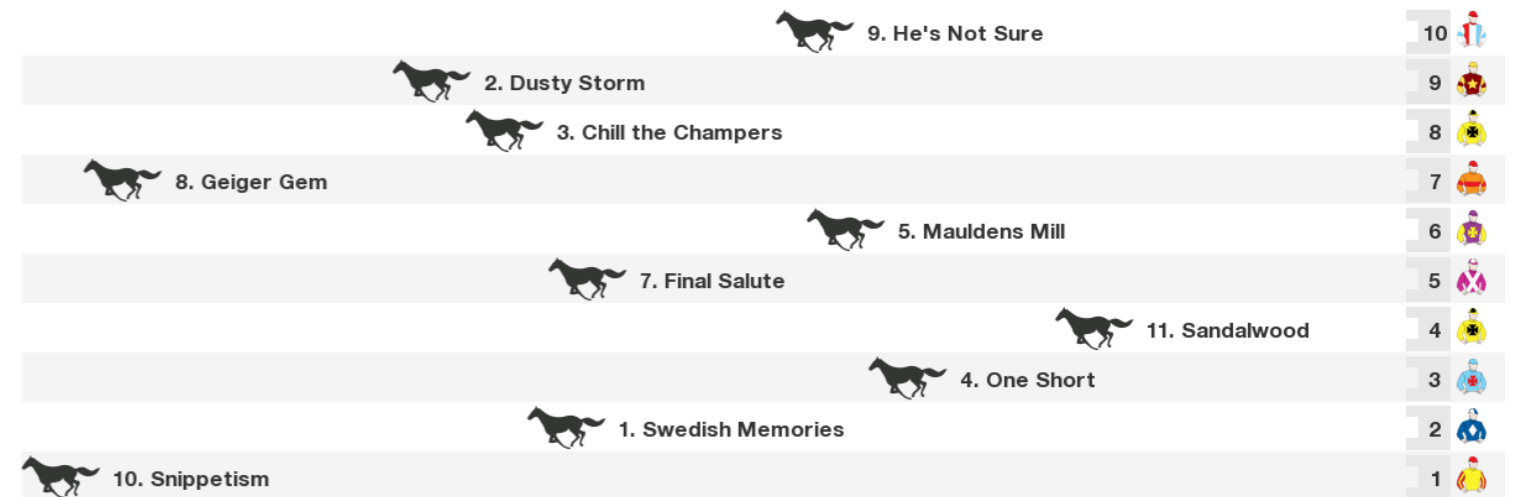 9. He's Not Sure 10
2. Dusty Storm 9
3. Chill the Champers 8
8. Geiger Gem 7
5. Mauldens Mill 6
7. Final Salute 5
11. Sandalwood 4
4. One Short 3
1. Swedish Memories 2
10. Snippetism 1